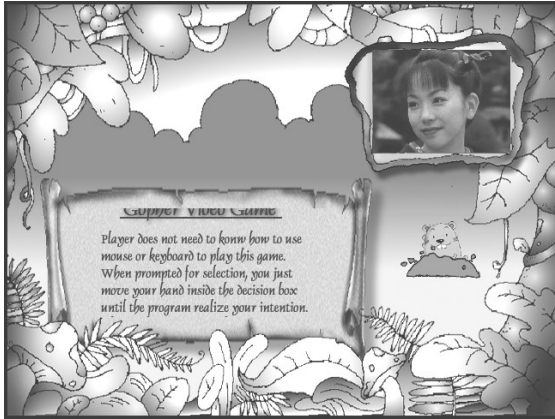 Gopher Video Game
Player does not need to konw how to use
mouse or keyboard to play this game.
When prompted for selection, you just
move your hand inside the decision box
until the program realize your intention.